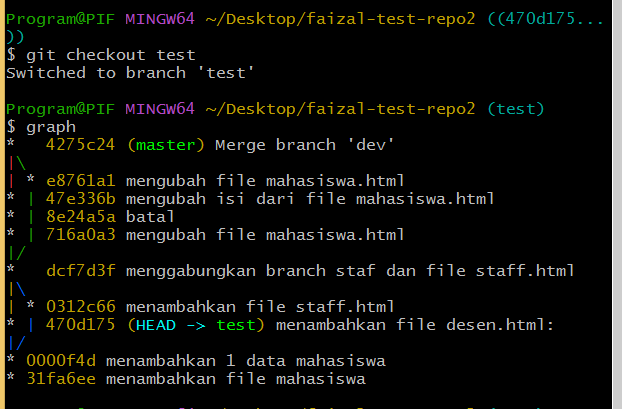 Program@PIF MINGW64 ~/Desktop/faizal-test-repo2 ((470d175...
))
$ git checkout test
Switched to branch 'test'
Program@PIF MINGW64 ~/Desktop/faizal-test-repo2 (test)
$ graph
*   4275c24 (master) Merge branch 'dev'
|\
| * e8761a1 mengubah file mahasiswa.html
* | 47e336b mengubah isi dari file mahasiswa.html
* | 8e24a5a batal
* | 716a0a3 mengubah file mahasiswa.html
|/
*   dcf7d3f menggabungkan branch staf dan file staff.html
|\
| * 0312c66 menambahkan file staff.html
* | 470d175 (HEAD -> test) menambahkan file desen.html:
|/
* 0000f4d menambahkan 1 data mahasiswa
* 31fa6ee menambahkan file mahasiswa